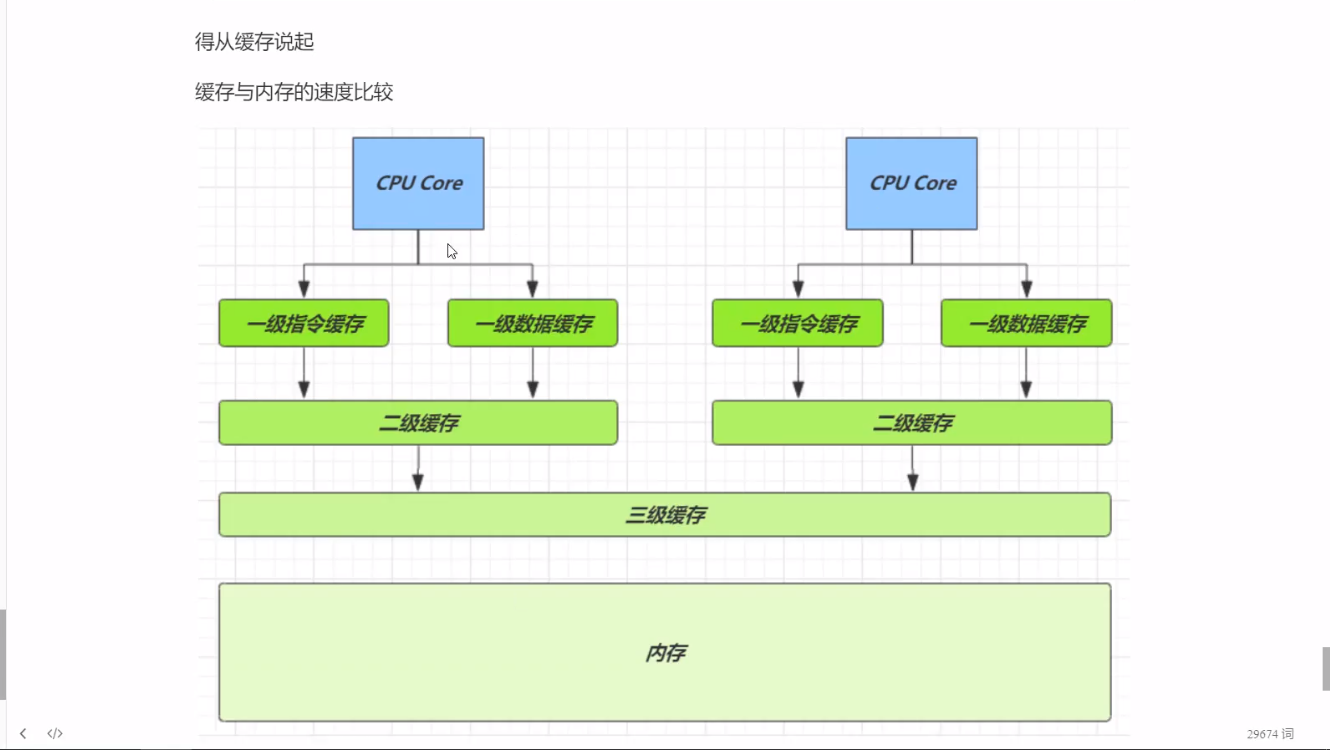 得从缓存说起
缓存与内存的速度比较
CPU Core CPU Core
一级指令缓存 一级数据缓存 一级指令缓存 一级数据缓存
二级缓存 二级缓存
三级缓存
内存
</> 29674 词